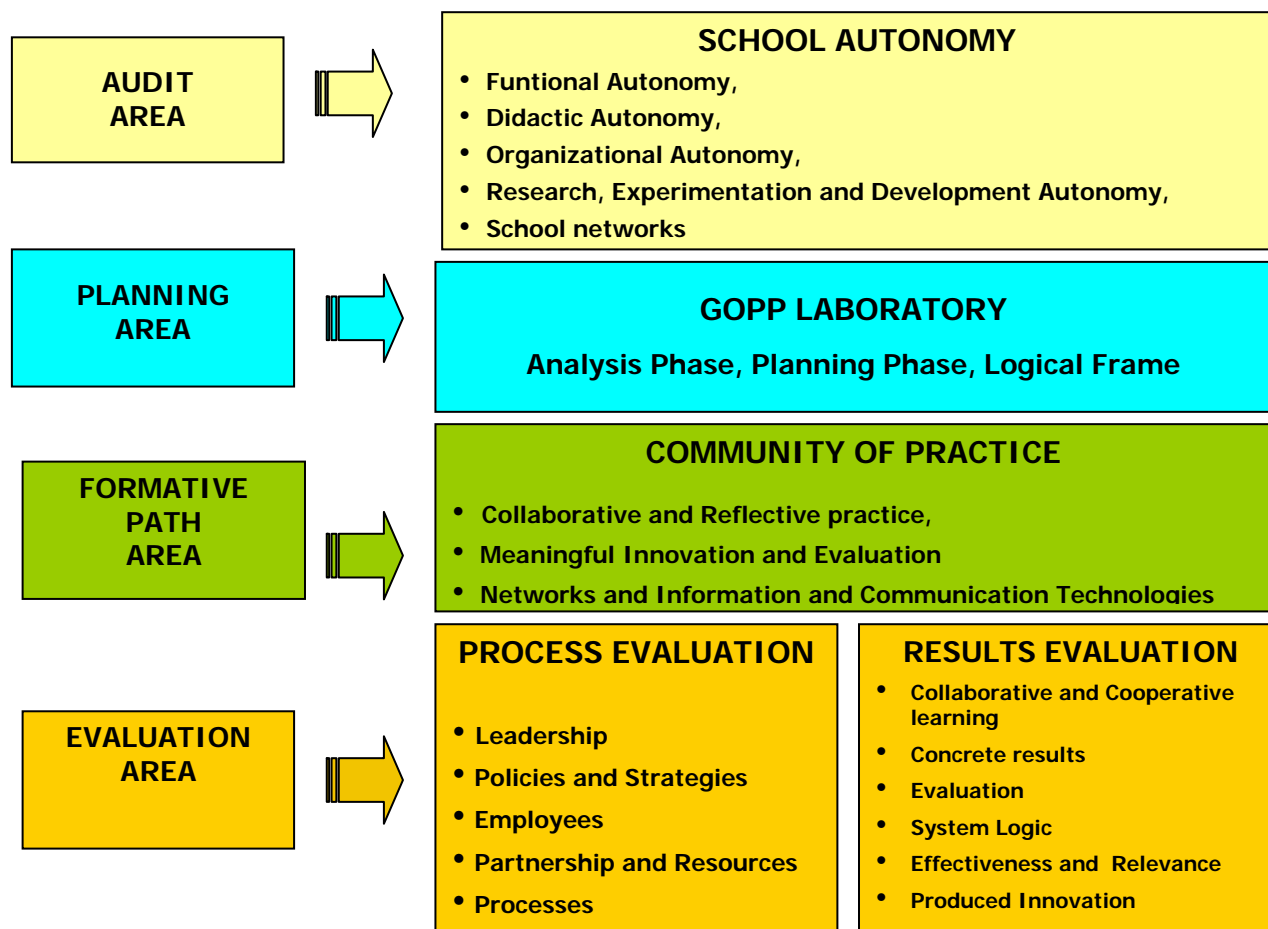 AUDIT
AREA
SCHOOL AUTONOMY
• Funtional Autonomy,
• Didactic Autonomy,
• Organizational Autonomy,
• Research, Experimentation and Development Autonomy,
• School networks
PLANNING
AREA
GOPP LABORATORY
Analysis Phase, Planning Phase, Logical Frame
FORMATIVE
PATH
AREA
COMMUNITY OF PRACTICE
• Collaborative and Reflective practice,
• Meaningful Innovation and Evaluation
• Networks and Information and Communication Technologies
EVALUATION
AREA
PROCESS EVALUATION
• Leadership
• Policies and Strategies
• Employees
• Partnership and Resources
• Processes
RESULTS EVALUATION
• Collaborative and Cooperative
learning
• Concrete results
• Evaluation
• System Logic
• Effectiveness and Relevance
• Produced Innovation